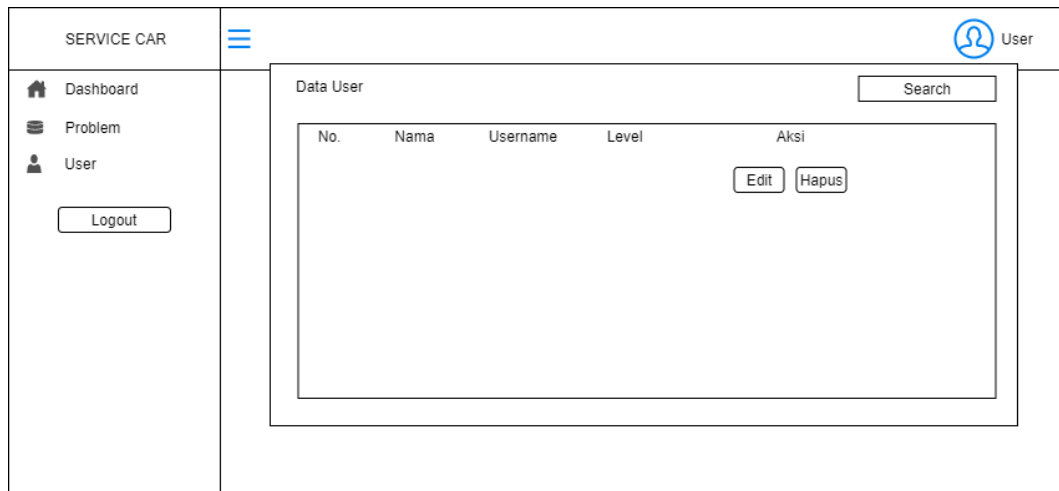 SERVICE CAR
User
Dashboard
Problem
User
Logout
Data User
Search
No. Nama Username Level Aksi
Edit Hapus